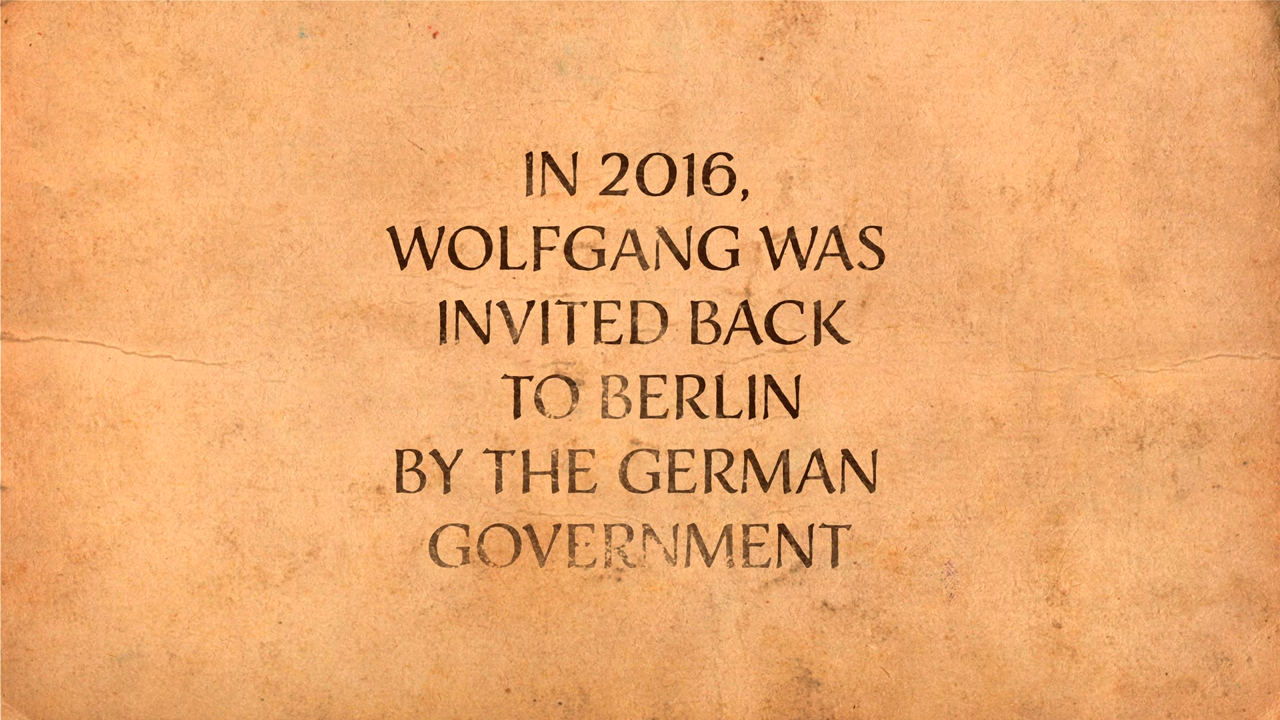 IN 2016,
WOLFGANG WAS
INVITED BACK
TO BERLIN
BY THE GERMAN
GOVERNMENT